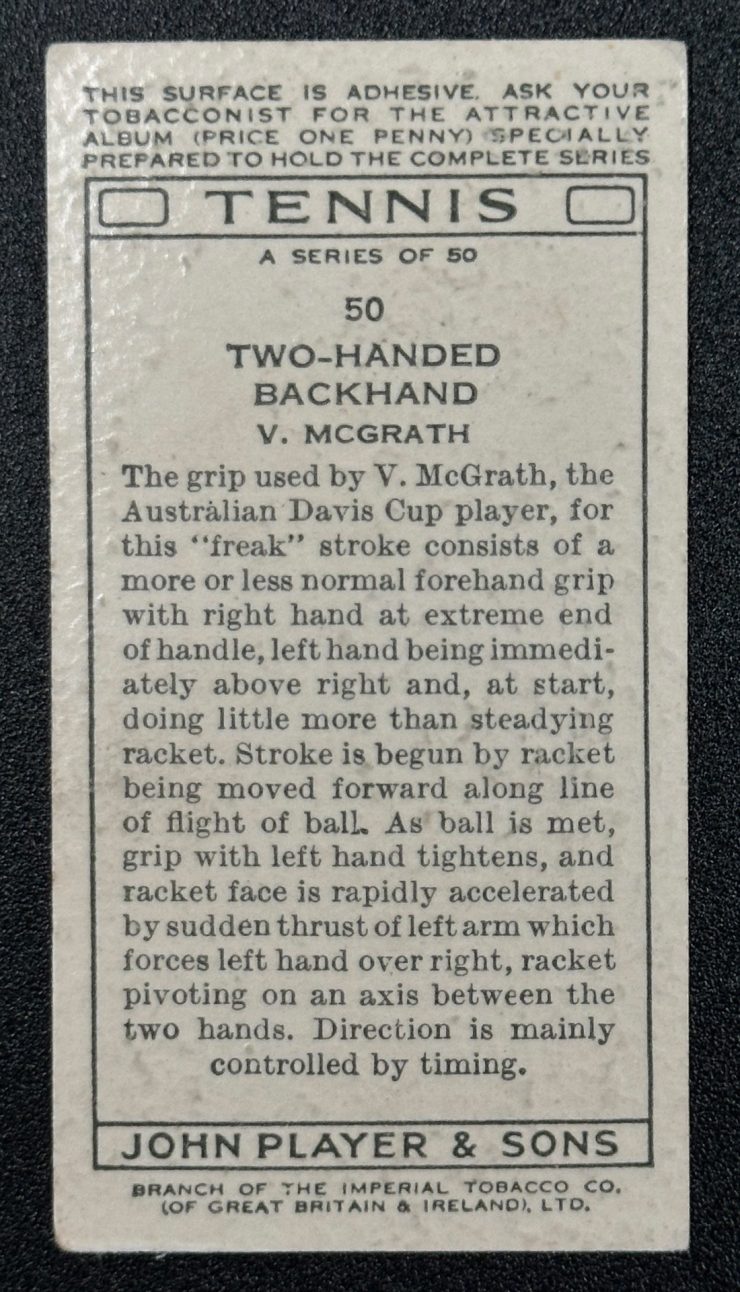 THIS SURFACE IS ADHESIVE. ASK YOUR
TOBACCONIST FOR THE ATTRACTIVE
ALBUM (PRICE ONE PENNY) SPECIALLY
PREPARED TO HOLD THE COMPLETE SERIES
TENNIS
A SERIES OF 50
50
TWO-HANDED
BACKHAND
V. MCGRATH
The grip used by V. McGrath, the
Australian Davis Cup player, for
this "freak" stroke consists of a
more or less normal forehand grip
with right hand at extreme end
of handle, left hand being immedi-
ately above right and, at start,
doing little more than steadying
racket. Stroke is begun by racket
being moved forward along line
of flight of ball. As ball is met,
grip with left hand tightens, and
racket face is rapidly accelerated
by sudden thrust of left arm which
forces left hand over right, racket
pivoting on an axis between the
two hands. Direction is mainly
controlled by timing.
JOHN PLAYER & SONS
BRANCH OF THE IMPERIAL TOBACCO CO.
(OF GREAT BRITAIN & IRELAND), LTD.